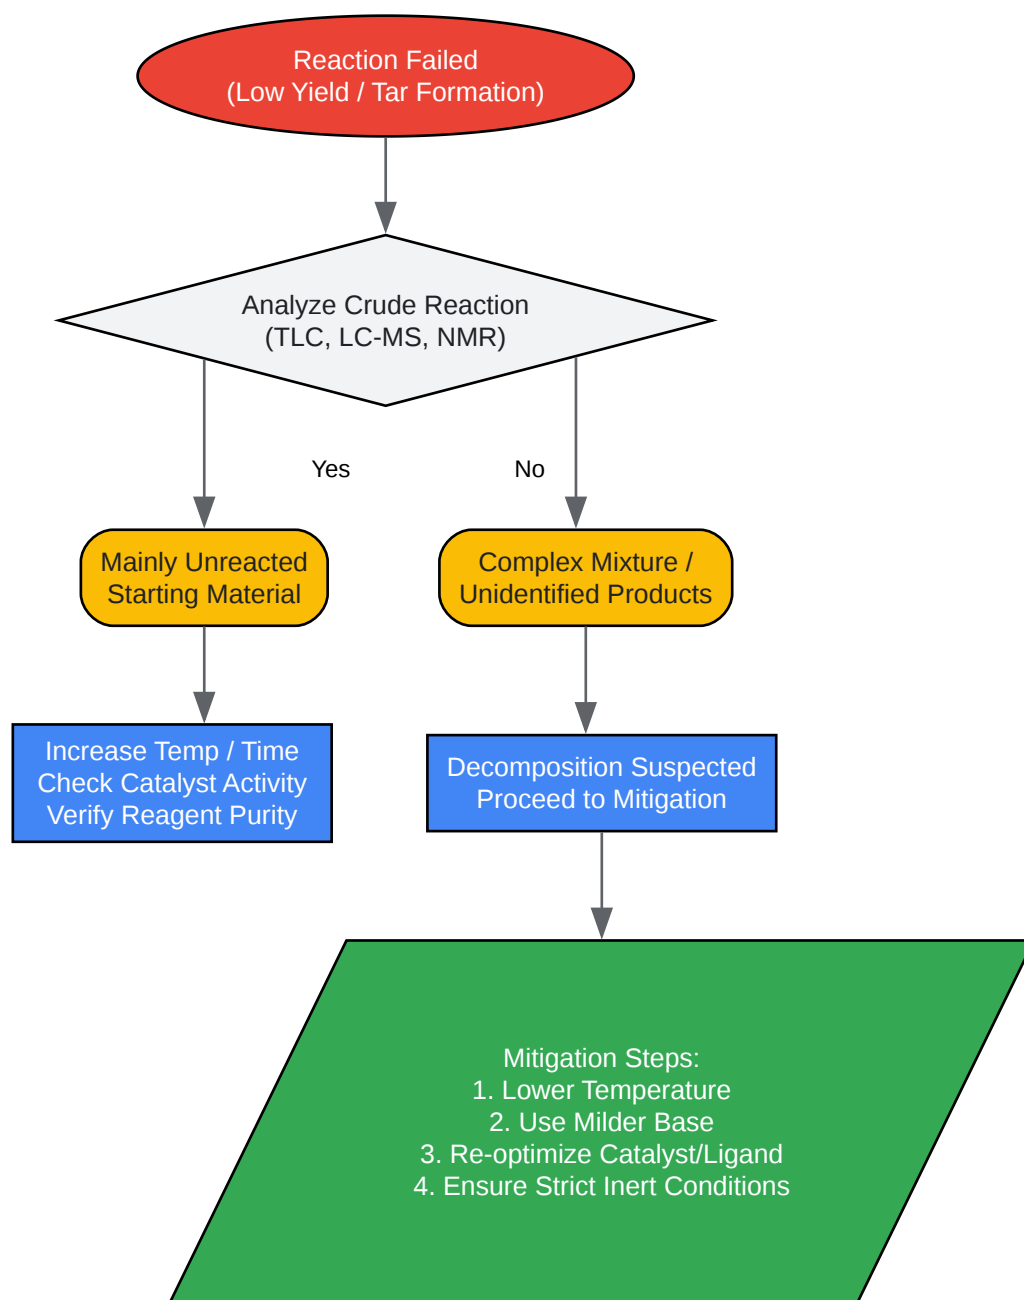 Reaction Failed
(Low Yield / Tar Formation)
Analyze Crude Reaction
(TLC, LC-MS, NMR)
Yes
No
Mainly Unreacted
Starting Material
Complex Mixture /
Unidentified Products
Increase Temp / Time
Check Catalyst Activity
Verify Reagent Purity
Decomposition Suspected
Proceed to Mitigation
Mitigation Steps:
1. Lower Temperature
2. Use Milder Base
3. Re-optimize Catalyst/Ligand
4. Ensure Strict Inert Conditions